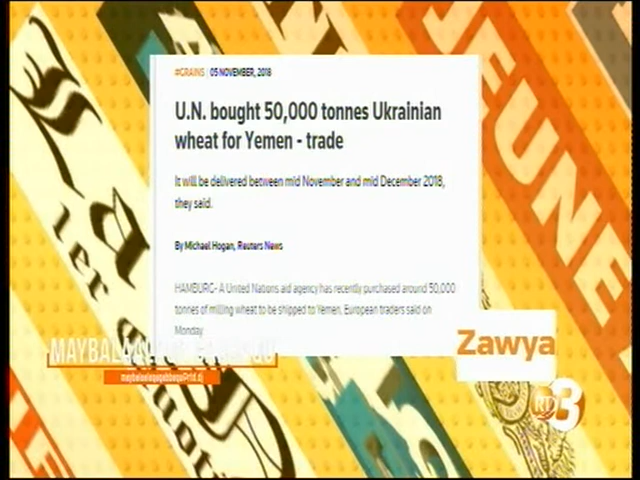 #GRAINS | 05 NOVEMBER, 2018
U.N. bought 50,000 tonnes Ukrainian
wheat for Yemen - trade
It will be delivered between mid November and mid December 2018,
they said.
By Michael Hogan, Reuters News
HAMBURG- A United Nations aid agency has recently purchased around 50,000
tonnes of milling wheat to be shipped to Yemen, European traders said on
Monday.
Zawya
3
JEUNE
La